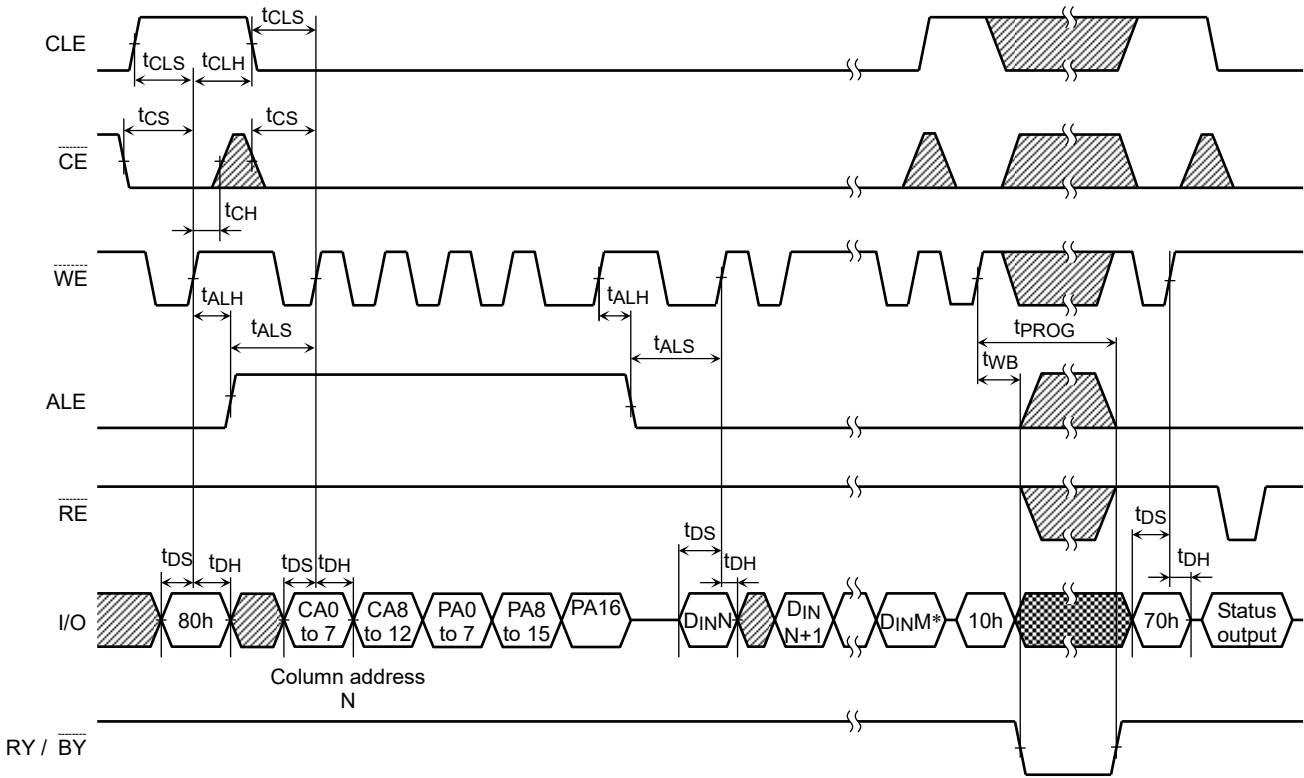 tCLS
CLE
tCLS tCLH
tCS tCS
CE
tCH
WE
tALH tALH
tALS tALS tPROG
tWB
ALE
RE
tDS tDH tDS tDH tDS tDH tDS tDH
I/O
80h
CA0 to 7
CA8 to 12
PA0 to 7
PA8 to 15
PA16
DINN
DIN N+1
DINM*
10h
70h
Status output
Column address
N
RY / BY